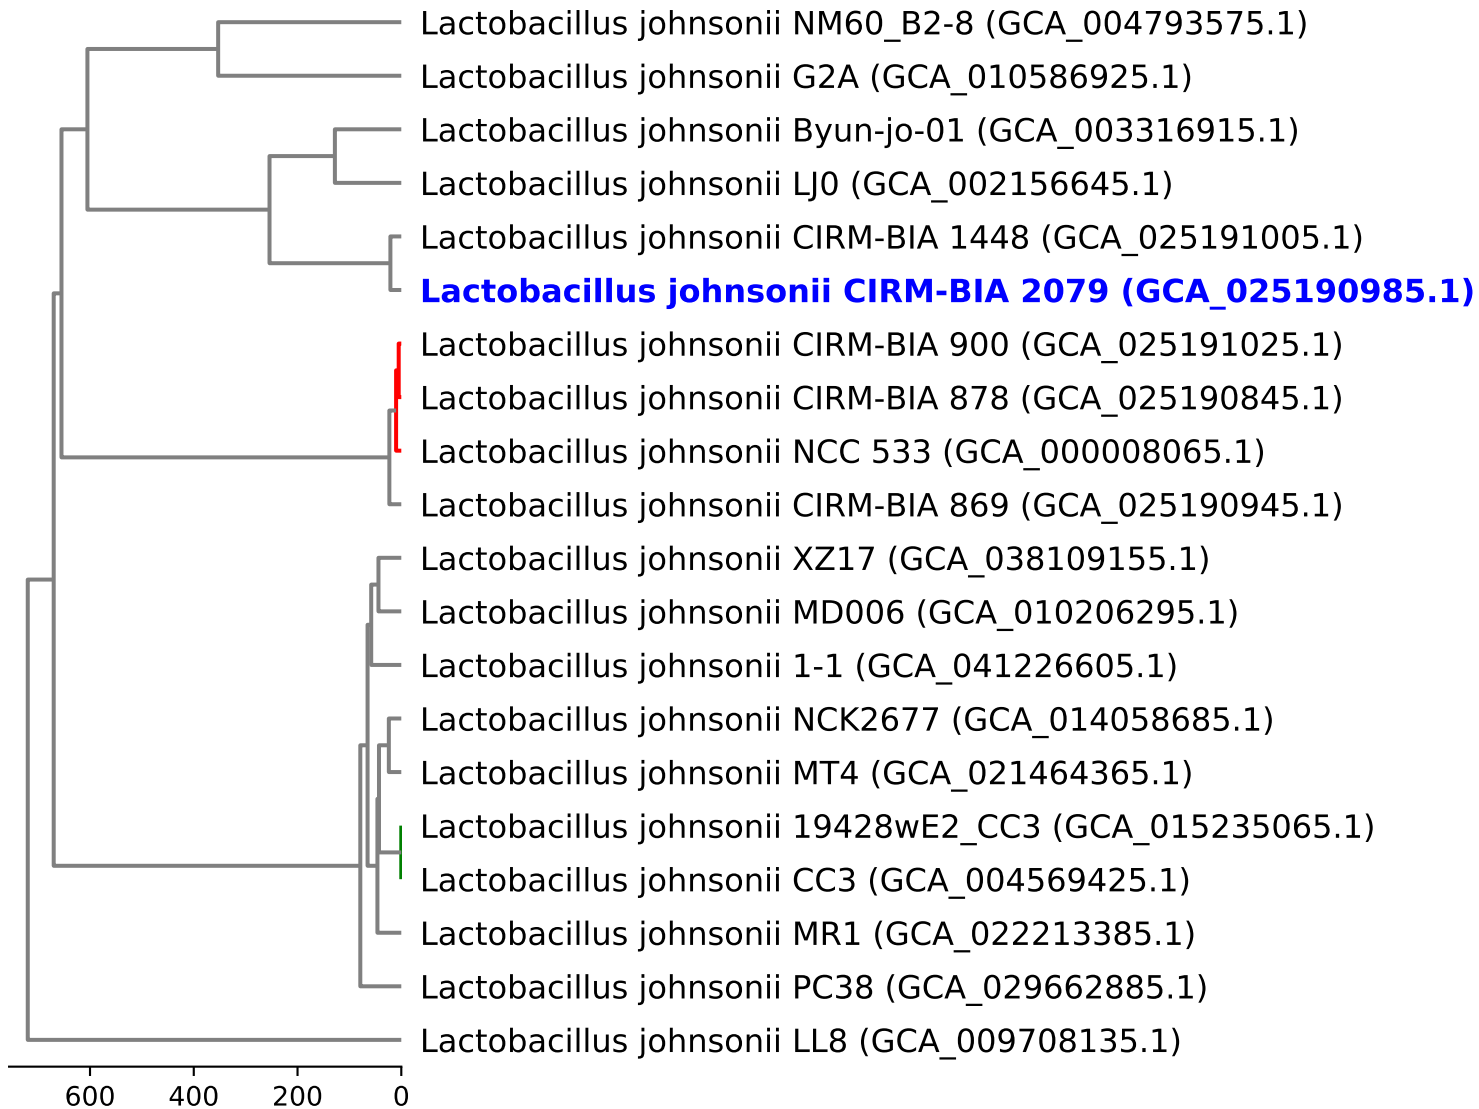 Lactobacillus johnsonii NM60_B2-8 (GCA_004793575.1)
Lactobacillus johnsonii G2A (GCA_010586925.1)
Lactobacillus johnsonii Byun-jo-01 (GCA_003316915.1)
Lactobacillus johnsonii LJ0 (GCA_002156645.1)
Lactobacillus johnsonii CIRM-BIA 1448 (GCA_025191005.1)
Lactobacillus johnsonii CIRM-BIA 2079 (GCA_025190985.1)
Lactobacillus johnsonii CIRM-BIA 900 (GCA_025191025.1)
Lactobacillus johnsonii CIRM-BIA 878 (GCA_025190845.1)
Lactobacillus johnsonii NCC 533 (GCA_000008065.1)
Lactobacillus johnsonii CIRM-BIA 869 (GCA_025190945.1)
Lactobacillus johnsonii XZ17 (GCA_038109155.1)
Lactobacillus johnsonii MD006 (GCA_010206295.1)
Lactobacillus johnsonii 1-1 (GCA_041226605.1)
Lactobacillus johnsonii NCK2677 (GCA_014058685.1)
Lactobacillus johnsonii MT4 (GCA_021464365.1)
Lactobacillus johnsonii 19428wE2_CC3 (GCA_015235065.1)
Lactobacillus johnsonii CC3 (GCA_004569425.1)
Lactobacillus johnsonii MR1 (GCA_022213385.1)
Lactobacillus johnsonii PC38 (GCA_029662885.1)
Lactobacillus johnsonii LL8 (GCA_009708135.1)
600 400 200 0